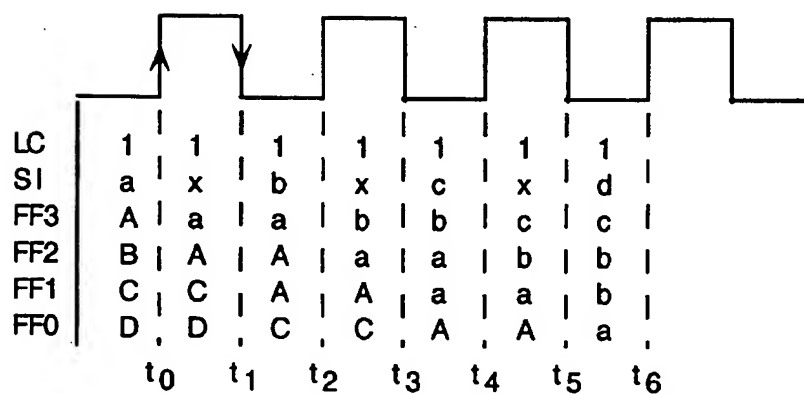 LC 1 1 1 1 1 1 1
SI a x b x c x d
FF3 A a a b b c c
FF2 B A A a a b b
FF1 C C A A a a b
FF0 D D C C A A a
t0 t1 t2 t3 t4 t5 t6